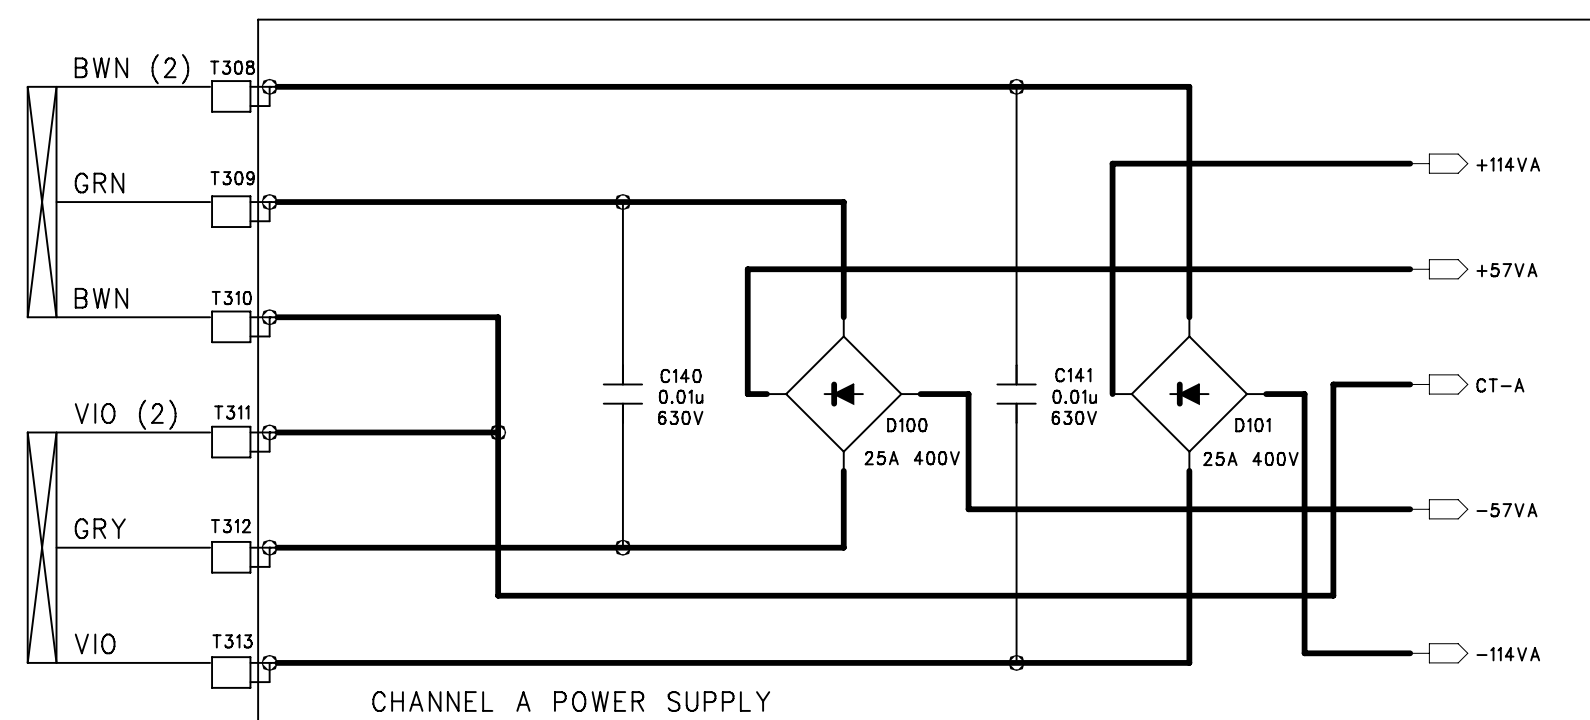 BWN (2) T308
+114VA
GRN T309
+57VA
BWN T310
C140
0.01u
630V
C141
0.01u
630V
CT-A
VIO (2) T311
D100
25A 400V
D101
25A 400V
-57VA
GRY T312
VIO T313
-114VA
CHANNEL A POWER SUPPLY